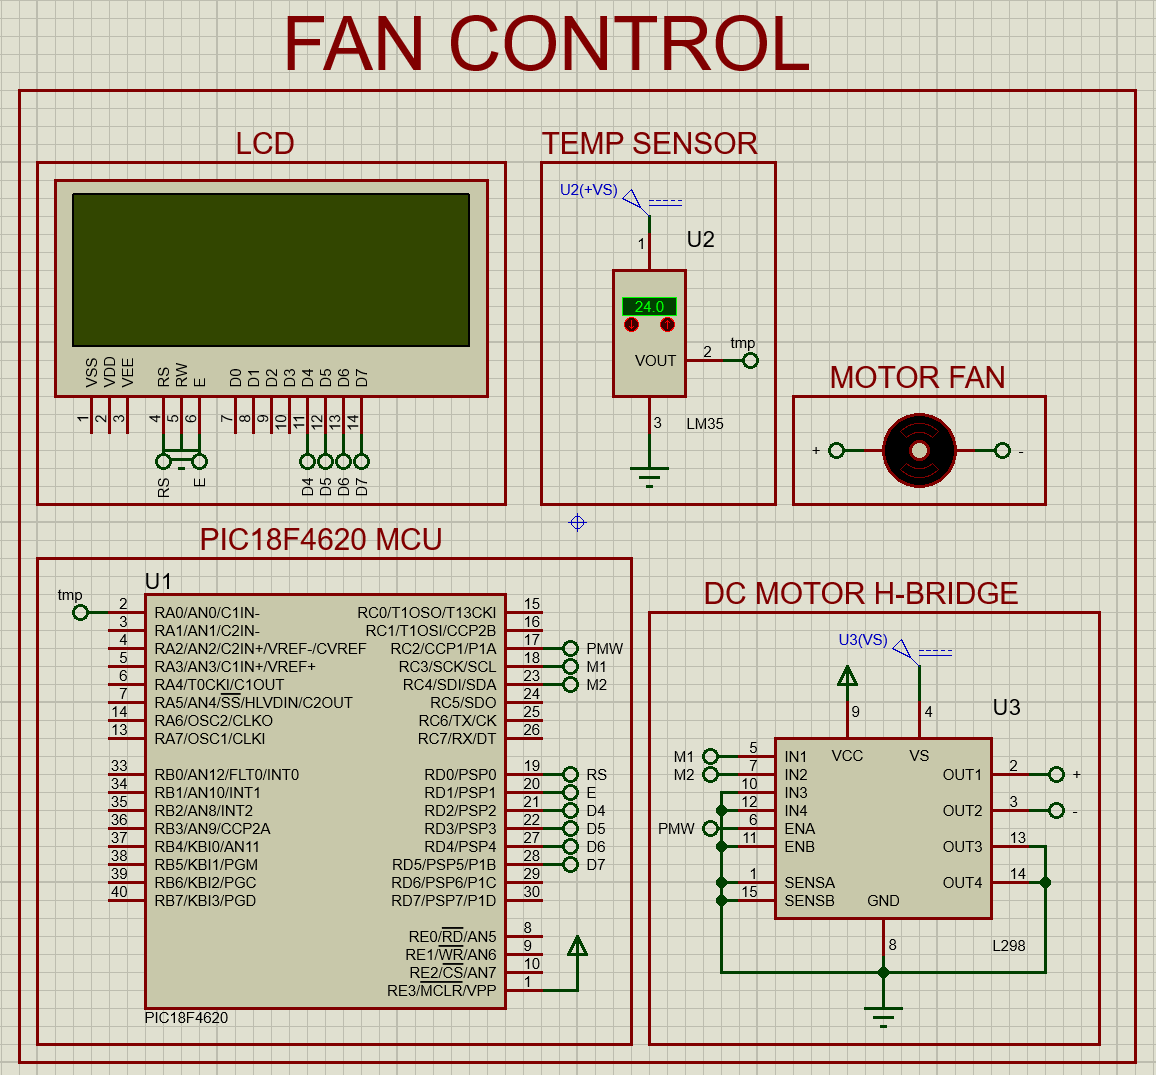 FAN CONTROL
LCD
VSS
VDD
VEE
RS
RW
E
D0
D1
D2
D3
D4
D5
D6
D7
1
2
3
4
5
6
7
8
9
10
11
12
13
14
RS
E
D4
D5
D6
D7
TEMP SENSOR
U2(+VS)
1
U2
24.0
VOUT
2
tmp
3
LM35
MOTOR FAN
+
-
PIC18F4620 MCU
U1
tmp
2 RA0/AN0/C1IN-
3 RA1/AN1/C2IN-
4 RA2/AN2/C2IN+/VREF-/CVREF
5 RA3/AN3/C1IN+/VREF+
6 RA4/T0CKI/C1OUT
7 RA5/AN4/SS/HLVDIN/C2OUT
14 RA6/OSC2/CLKO
13 RA7/OSC1/CLKI
33 RB0/AN12/FLT0/INT0
34 RB1/AN10/INT1
35 RB2/AN8/INT2
36 RB3/AN9/CCP2A
37 RB4/KBI0/AN11
38 RB5/KBI1/PGM
39 RB6/KBI2/PGC
40 RB7/KBI3/PGD
RC0/T1OSO/T13CKI 15
RC1/T1OSI/CCP2B 16
RC2/CCP1/P1A 17 PMW
RC3/SCK/SCL 18 M1
RC4/SDI/SDA 23 M2
RC5/SDO 24
RC6/TX/CK 25
RC7/RX/DT 26
RD0/PSP0 19 RS
RD1/PSP1 20 E
RD2/PSP2 21 D4
RD3/PSP3 22 D5
RD4/PSP4 27 D6
RD5/PSP5/P1B 28 D7
RD6/PSP6/P1C 29
RD7/PSP7/P1D 30
RE0/RD/AN5 8
RE1/WR/AN6 9
RE2/CS/AN7 10
RE3/MCLR/VPP 1
PIC18F4620
DC MOTOR H-BRIDGE
U3(VS)
9
4
U3
VCC
VS
M1 5 IN1
M2 7 IN2
10 IN3
12 IN4
PMW 6 ENA
11 ENB
1 SENSA
15 SENSB
OUT1 2 +
OUT2 3 -
OUT3 13
OUT4 14
GND
8
L298